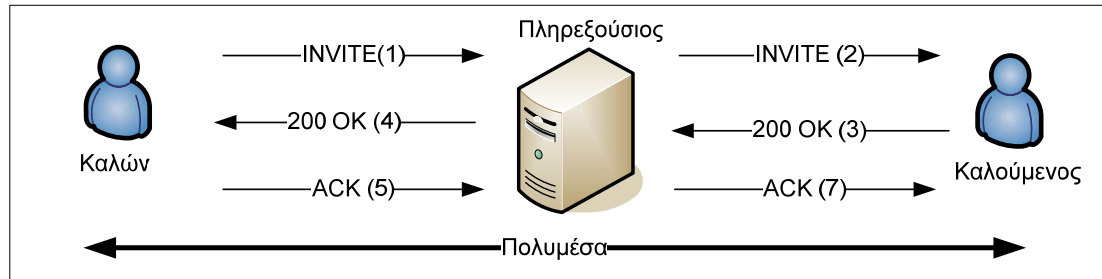 Πληρεξούσιος
INVITE(1)
INVITE (2)
200 OK (4)
200 OK (3)
Καλών
Καλούμενος
ACK (5)
ACK (7)
Πολυμέσα